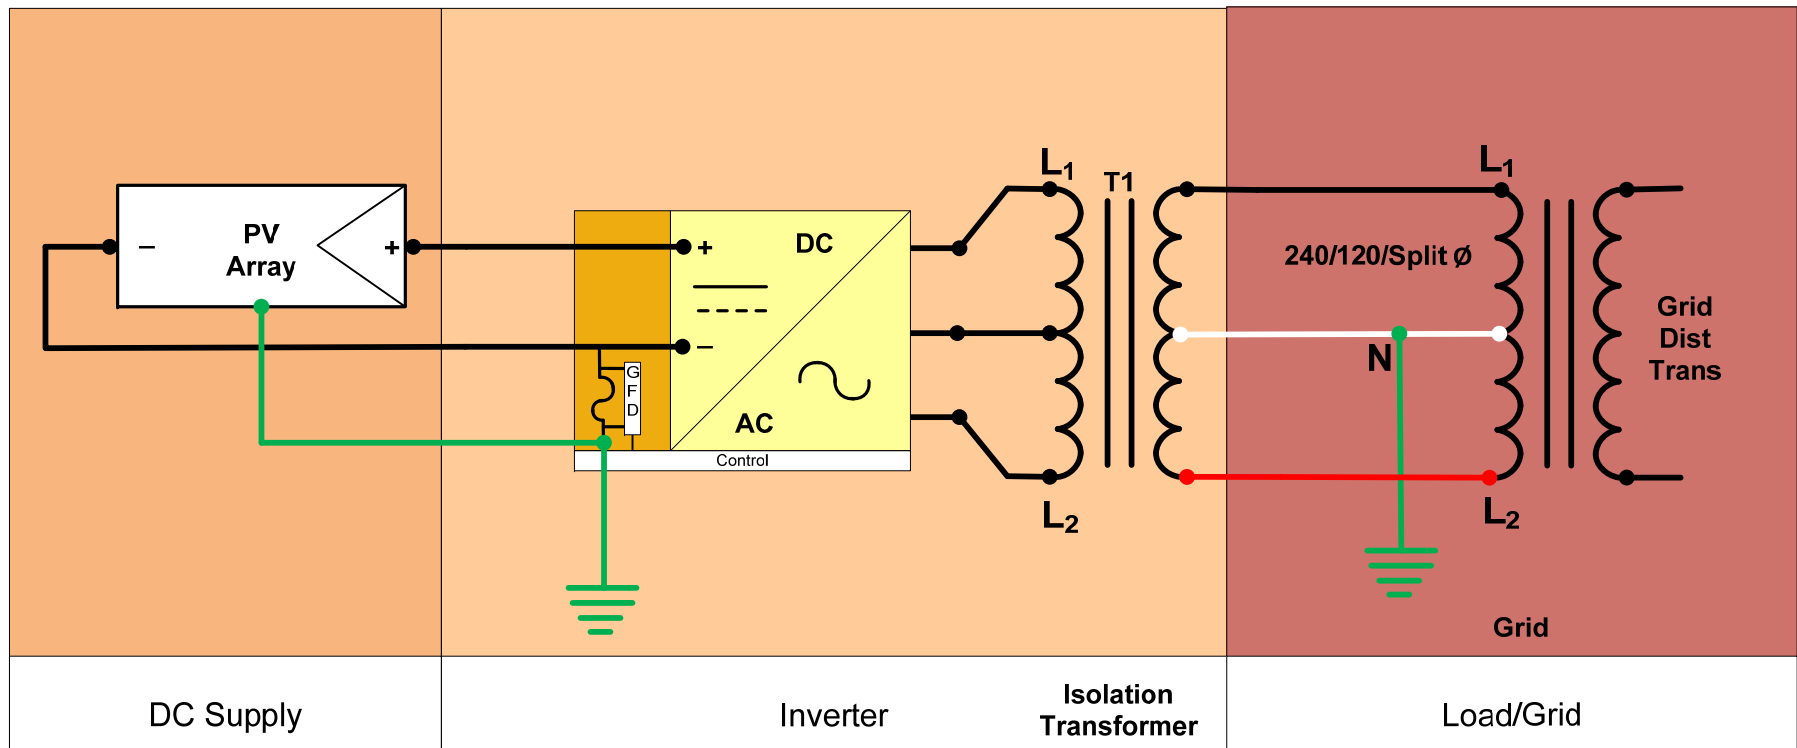 PV
Array
−
+
+
DC
−
G
F
D
AC
Control
L1
T1
L2
L1
240/120/Split Ø
N
L2
Grid
Dist
Trans
Grid
DC Supply
Inverter
Isolation
Transformer
Load/Grid